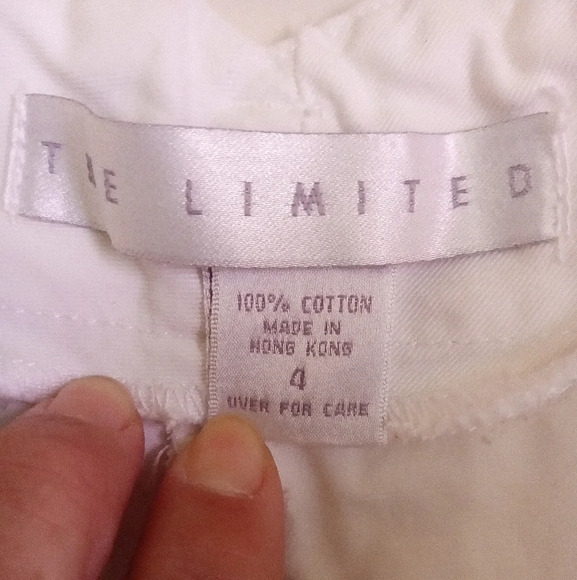 THE LIMITED
100% COTTON
MADE IN
HONG KONG
4
OVER FOR CARE